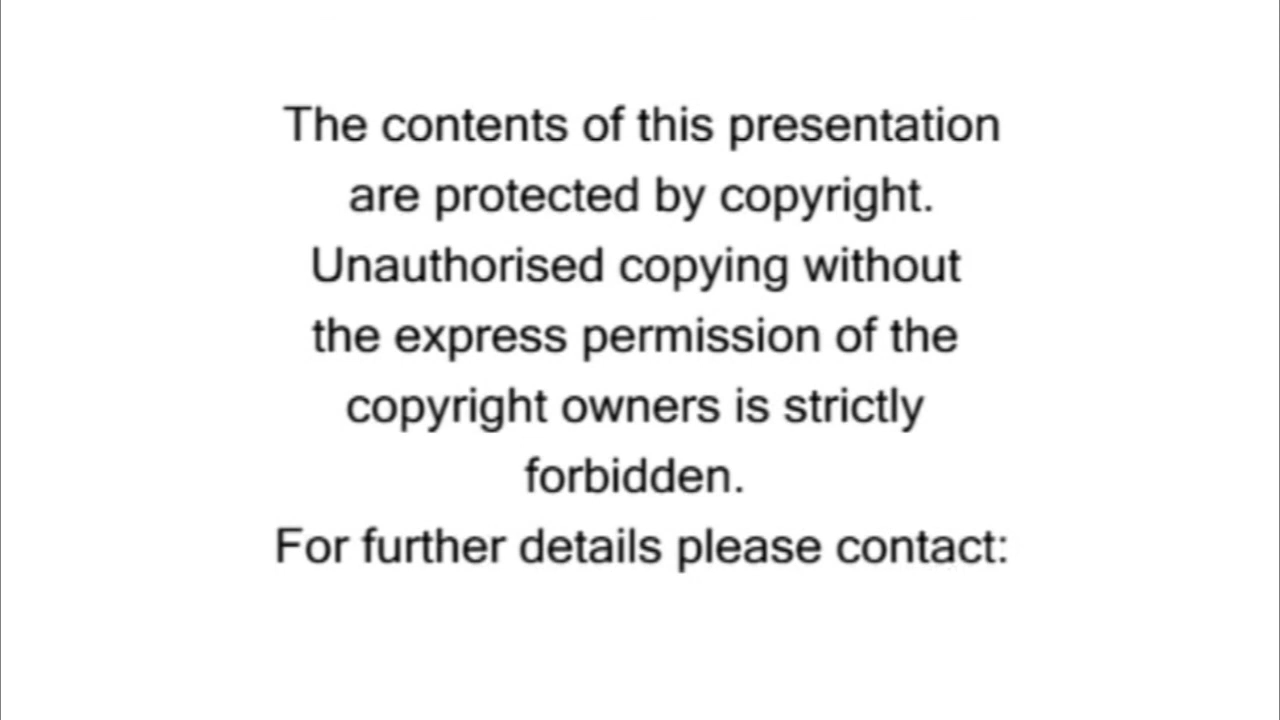 The contents of this presentation
are protected by copyright.
Unauthorised copying without
the express permission of the
copyright owners is strictly
forbidden.
For further details please contact: